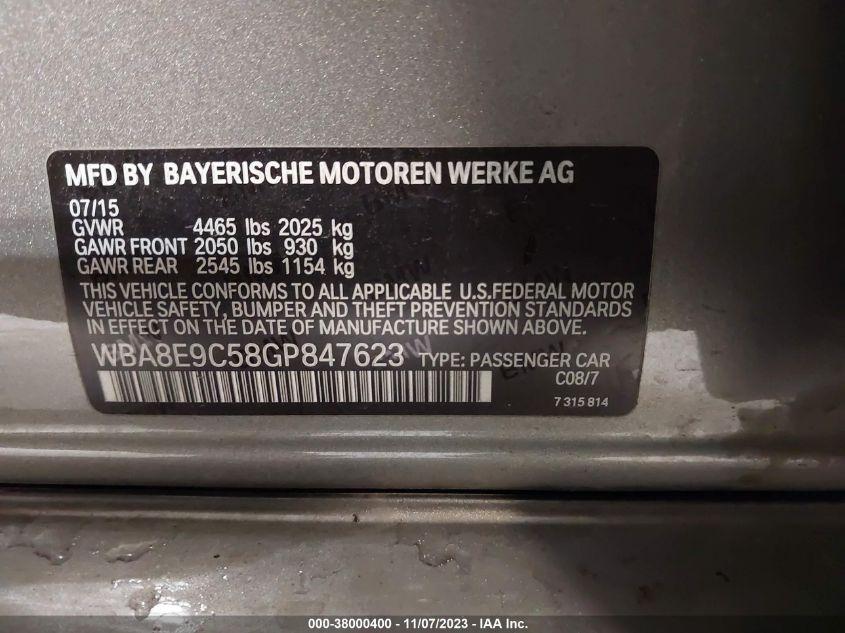 MFD BY BAYERISCHE MOTOREN WERKE AG
07/15
GVWR 4465 lbs 2025 kg
GAWR FRONT 2050 lbs 930 kg
GAWR REAR 2545 lbs 1154 kg
THIS VEHICLE CONFORMS TO ALL APPLICABLE U.S.FEDERAL MOTOR
VEHICLE SAFETY, BUMPER AND THEFT PREVENTION STANDARDS
IN EFFECT ON THE DATE OF MANUFACTURE SHOWN ABOVE.
WBA8E9C58GP847623 TYPE: PASSENGER CAR
C08/7
7 315 814
000-38000400 - 11/07/2023 - IAA Inc.